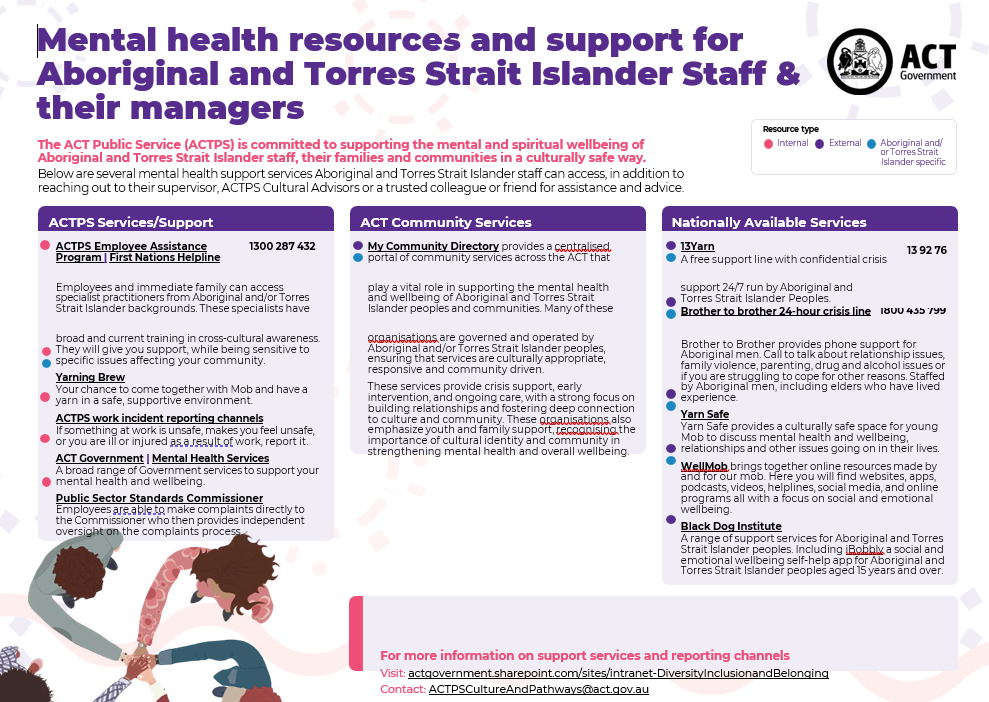 Mental health resources and support for
Aboriginal and Torres Strait Islander Staff &
their managers
ACT
Government
The ACT Public Service (ACTPS) is committed to supporting the mental and spiritual wellbeing of
Aboriginal and Torres Strait Islander staff, their families and communities in a culturally safe way.
Below are several mental health support services Aboriginal and Torres Strait Islander staff can access, in addition to
reaching out to their supervisor, ACTPS Cultural Advisors or a trusted colleague or friend for assistance and advice.
Resource type
Internal
External
Aboriginal and/
or Torres Strait
Islander specific
ACTPS Services/Support
ACTPS Employee Assistance 1300 287 432
Program | First Nations Helpline
Employees and immediate family can access
specialist practitioners from Aboriginal and/or Torres
Strait Islander backgrounds. These specialists have
broad and current training in cross-cultural awareness.
They will give you support, while being sensitive to
specific issues affecting your community.
Yarning Brew
Your chance to come together with Mob and have a
yarn in a safe, supportive environment.
ACTPS work incident reporting channels
If something at work is unsafe, makes you feel unsafe,
or you are ill or injured as a result of work, report it.
ACT Government | Mental Health Services
A broad range of Government services to support your
mental health and wellbeing.
Public Sector Standards Commissioner
Employees are able to make complaints directly to
the Commissioner who then provides independent
oversight on the complaints process.
ACT Community Services
My Community Directory provides a centralised
portal of community services across the ACT that
play a vital role in supporting the mental health
and wellbeing of Aboriginal and Torres Strait
Islander peoples and communities. Many of these
organisations are governed and operated by
Aboriginal and/or Torres Strait Islander peoples,
ensuring that services are culturally appropriate,
responsive and community driven.
These services provide crisis support, early
intervention, and ongoing care, with a strong focus on
building relationships and fostering deep connection
to culture and community. These organisations also
emphasize youth and family support, recognising the
importance of cultural identity and community in
strengthening mental health and overall wellbeing.
Nationally Available Services
13Yarn 13 92 76
A free support line with confidential crisis
support 24/7 run by Aboriginal and
Torres Strait Islander Peoples.
Brother to brother 24-hour crisis line 1800 435 799
Brother to Brother provides phone support for
Aboriginal men. Call to talk about relationship issues,
family violence, parenting, drug and alcohol issues or
if you are struggling to cope for other reasons. Staffed
by Aboriginal men, including elders who have lived
experience.
Yarn Safe
Yarn Safe provides a culturally safe space for young
Mob to discuss mental health and wellbeing,
relationships and other issues going on in their lives.
WellMob brings together online resources made by
and for our mob. Here you will find websites, apps,
podcasts, videos, helplines, social media, and online
programs all with a focus on social and emotional
wellbeing.
Black Dog Institute
A range of support services for Aboriginal and Torres
Strait Islander peoples. Including iBobbly a social and
emotional wellbeing self-help app for Aboriginal and
Torres Strait Islander peoples aged 15 years and over.
For more information on support services and reporting channels
Visit: actgovernment.sharepoint.com/sites/intranet-DiversityInclusionandBelonging
Contact: ACTPSCultureAndPathways@act.gov.au